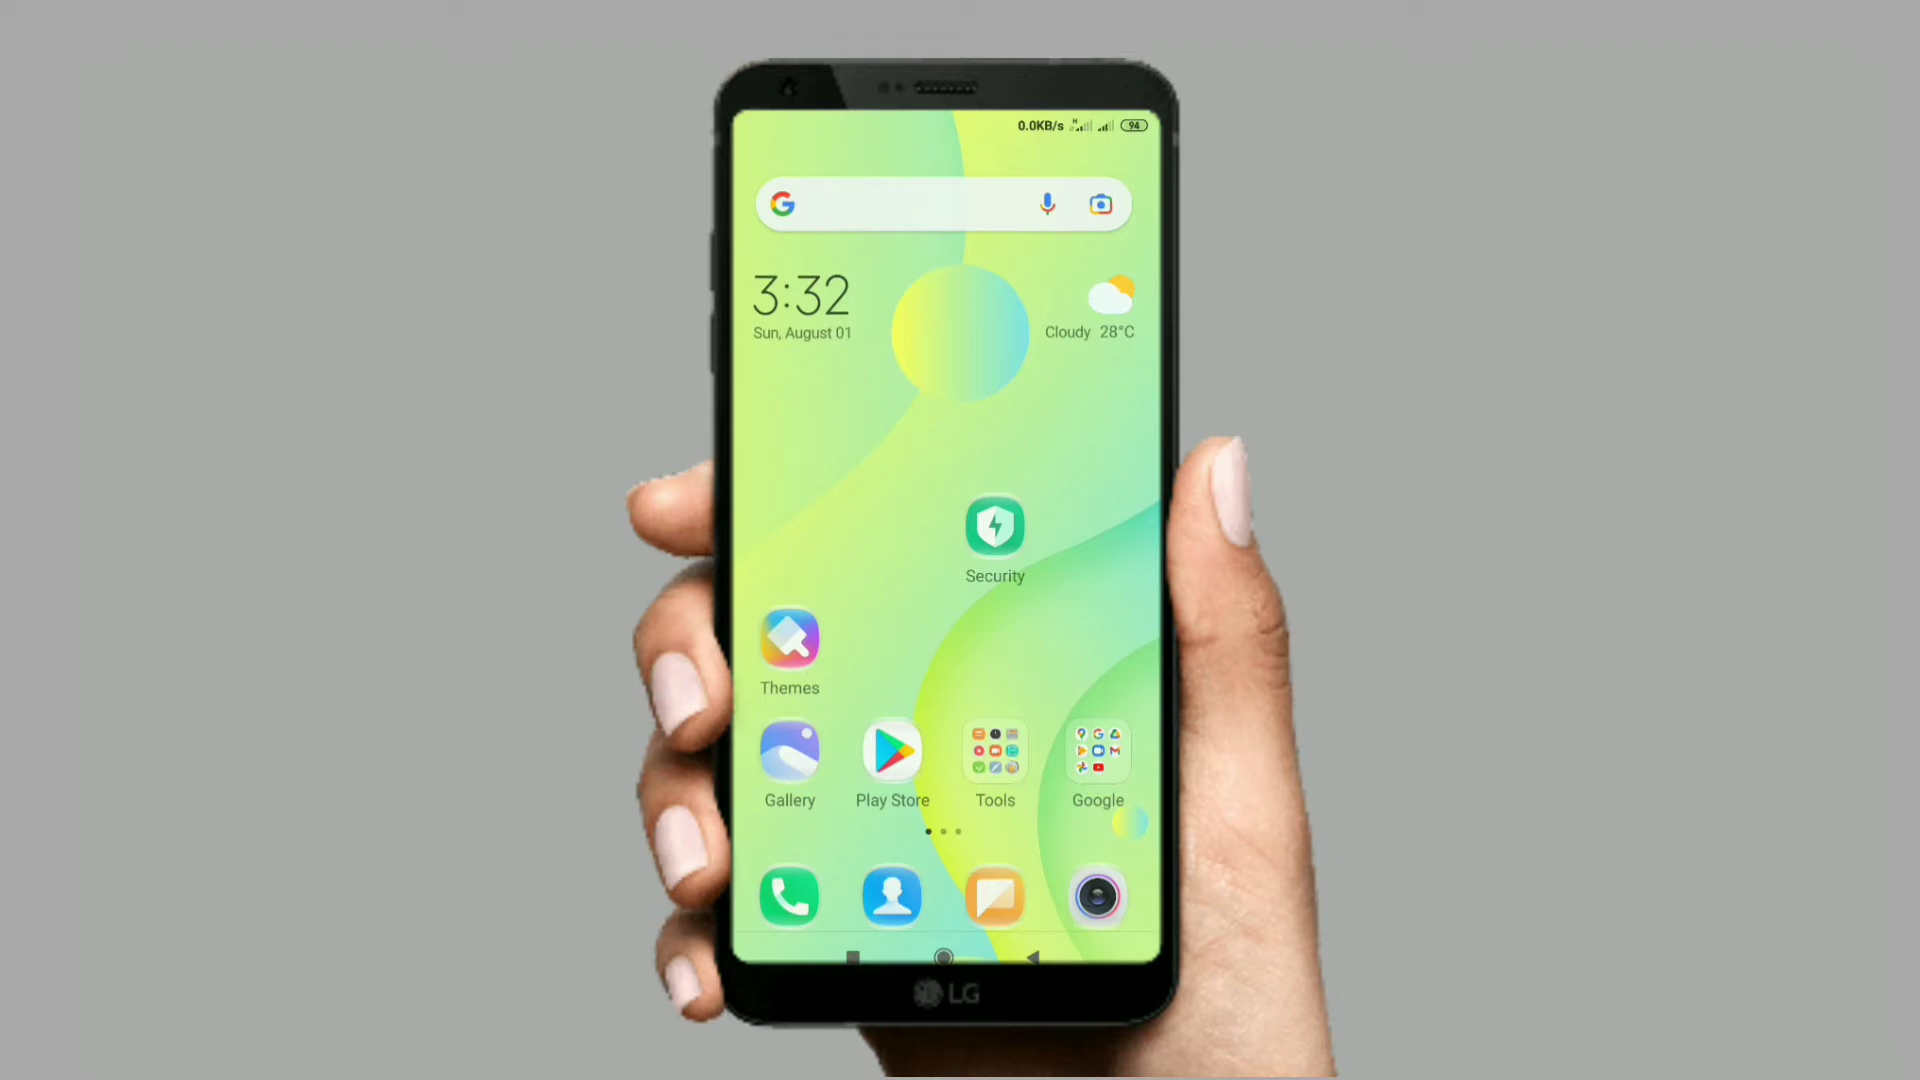 0.0KB/s H 94
3:32
Sun, August 01
Cloudy 28°C
Security
Themes
Gallery
Play Store
Tools
Google
LG